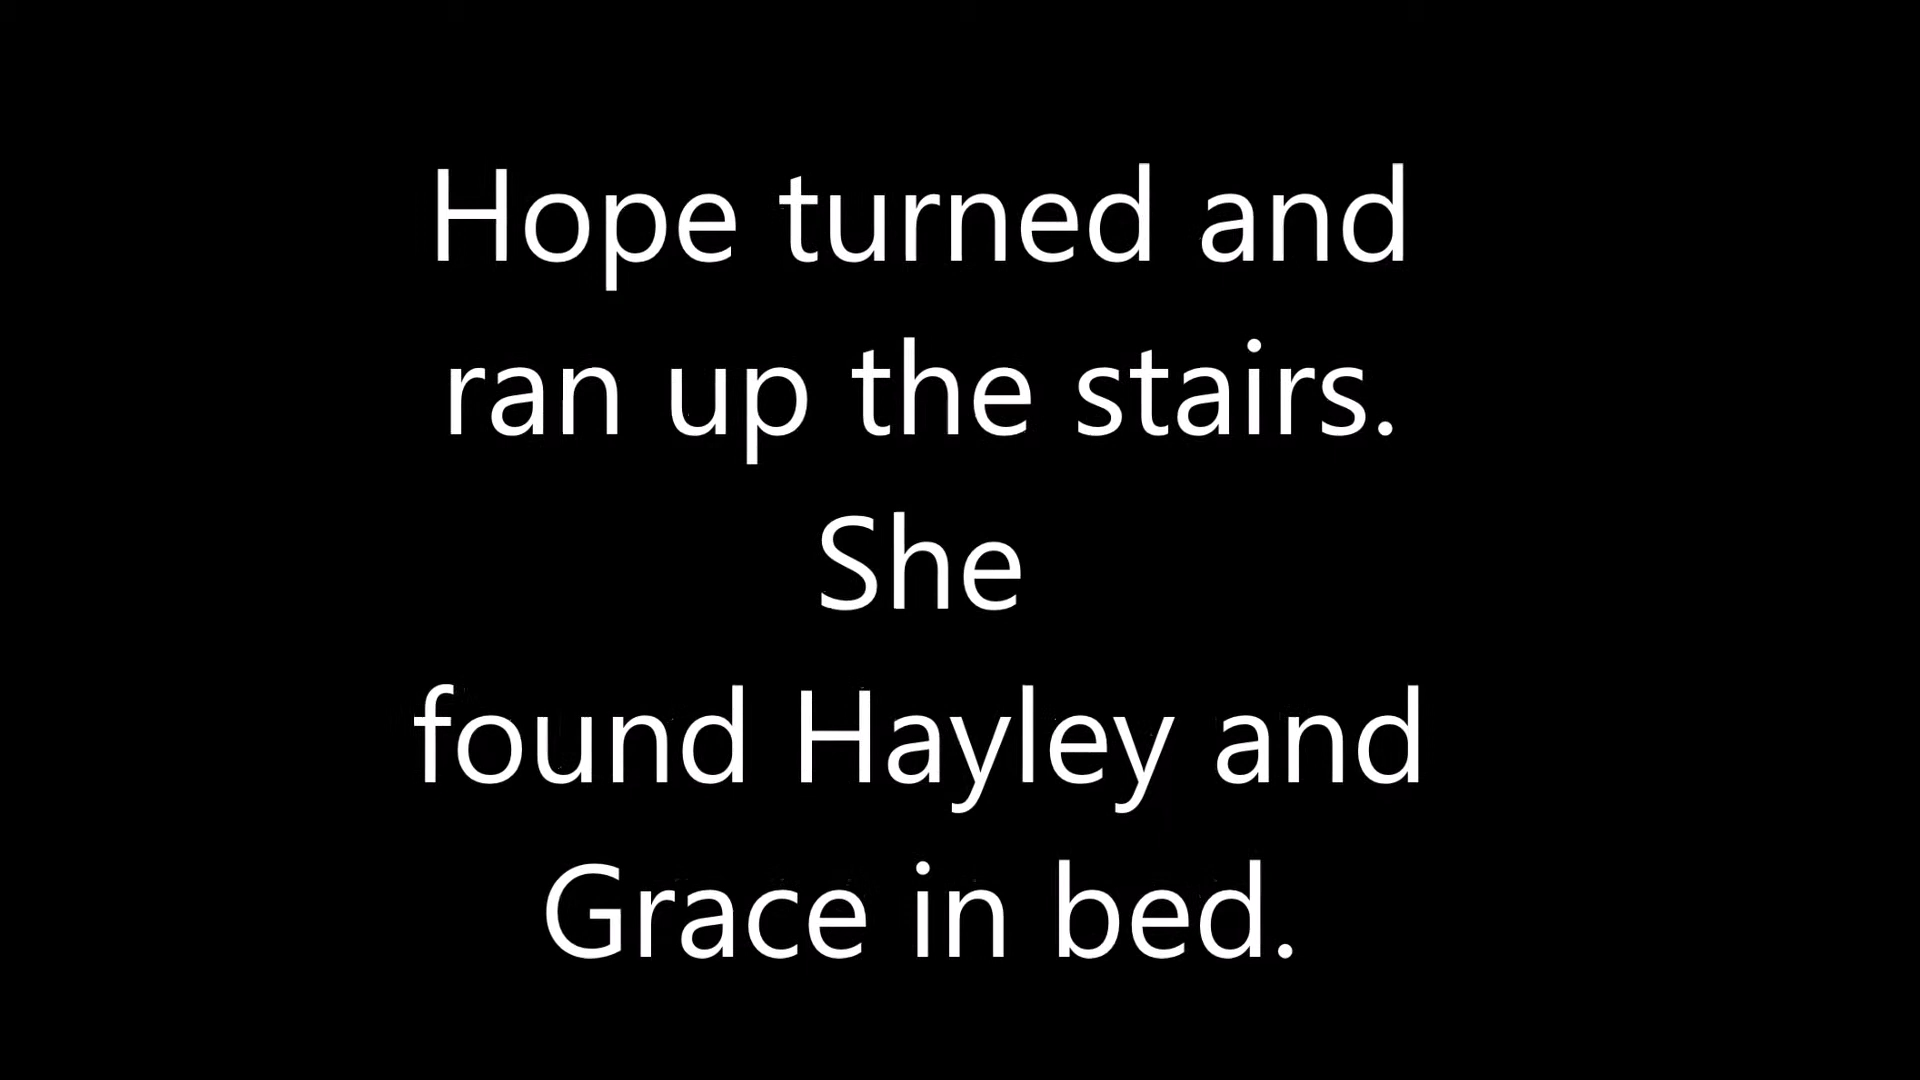 Hope turned and
ran up the stairs.
She
found Hayley and
Grace in bed.